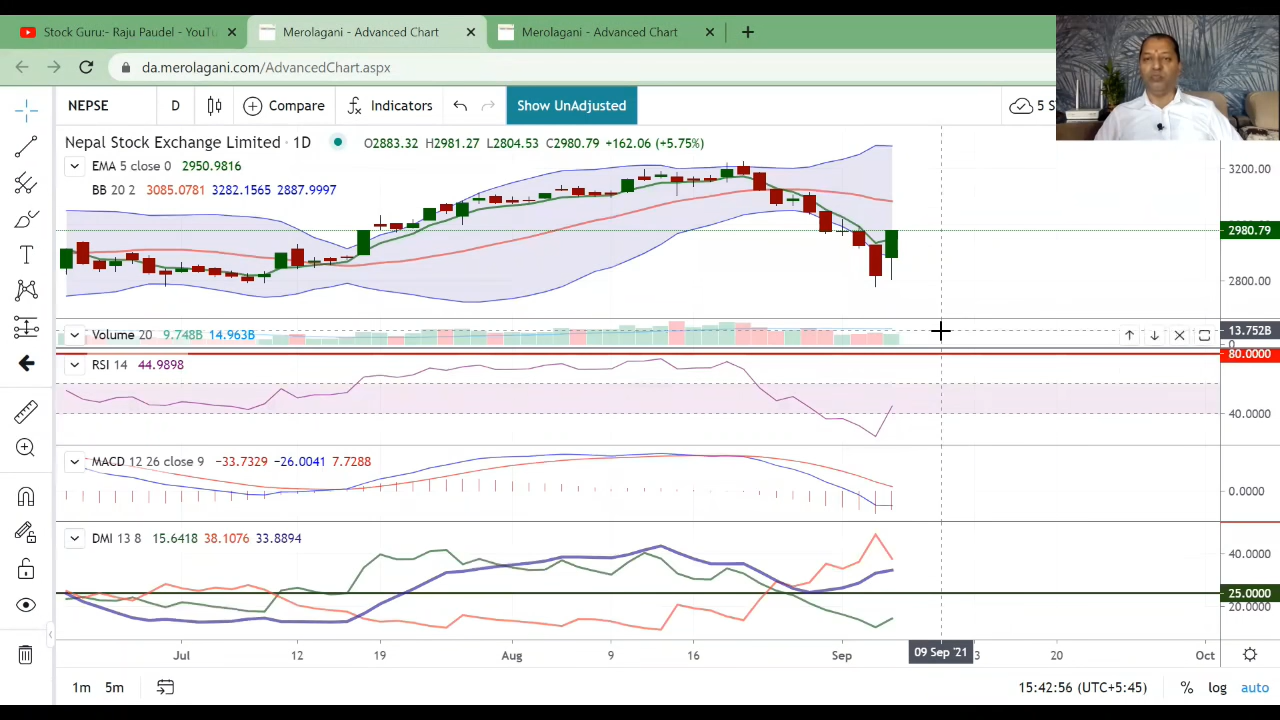 Stock Guru:- Raju Paudel - YouTu
Merolagani - Advanced Chart
Merolagani - Advanced Chart
da.merolagani.com/AdvancedChart.aspx
NEPSE D Compare Indicators Show UnAdjusted 5 S
Nepal Stock Exchange Limited · 1D O2883.32 H2981.27 L2804.53 C2980.79 +162.06 (+5.75%)
EMA 5 close 0 2950.9816
BB 20 2 3085.0781 3282.1565 2887.9997
3200.00
2980.79
2800.00
Volume 20 9.748B 14.963B
13.752B
0
80.0000
RSI 14 44.9898
40.0000
MACD 12 26 close 9 −33.7329 −26.0041 7.7288
0.0000
DMI 13 8 15.6418 38.1076 33.8894
40.0000
25.0000
20.0000
Jul 12 19 Aug 9 16 Sep 09 Sep '21 3 20 Oct
1m 5m 15:42:56 (UTC+5:45) % log auto